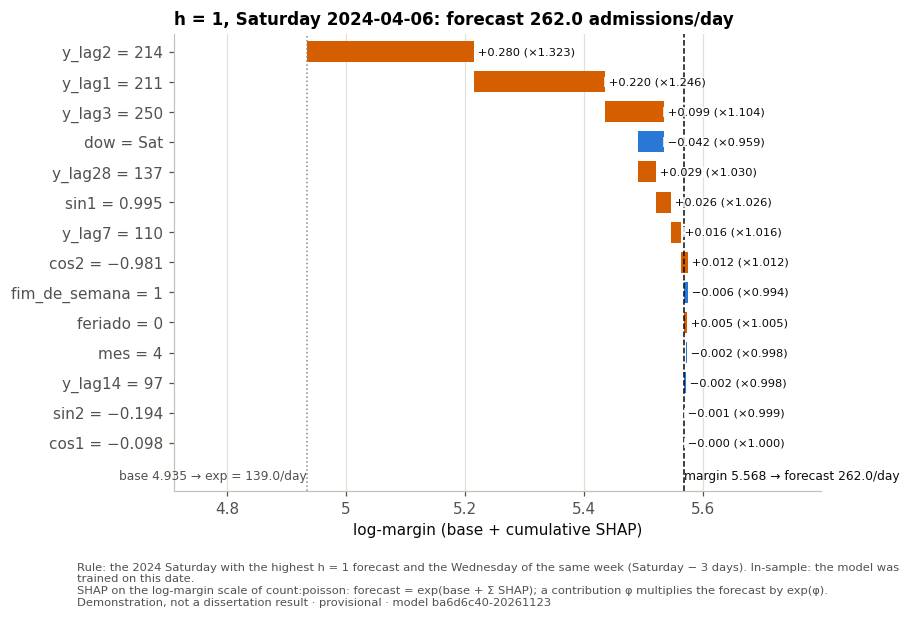 h = 1, Saturday 2024-04-06: forecast 262.0 admissions/day
y_lag2 = 214
+0.280 (×1.323)
y_lag1 = 211
+0.220 (×1.246)
y_lag3 = 250
+0.099 (×1.104)
dow = Sat
−0.042 (×0.959)
y_lag28 = 137
+0.029 (×1.030)
sin1 = 0.995
+0.026 (×1.026)
y_lag7 = 110
+0.016 (×1.016)
cos2 = −0.981
+0.012 (×1.012)
fim_de_semana = 1
−0.006 (×0.994)
feriado = 0
+0.005 (×1.005)
mes = 4
−0.002 (×0.998)
y_lag14 = 97
−0.002 (×0.998)
sin2 = −0.194
−0.001 (×0.999)
cos1 = −0.098
−0.000 (×1.000)
base 4.935 → exp = 139.0/day
margin 5.568 → forecast 262.0/day
4.8
5
5.2
5.4
5.6
log-margin (base + cumulative SHAP)
Rule: the 2024 Saturday with the highest h = 1 forecast and the Wednesday of the same week (Saturday − 3 days). In-sample: the model was
trained on this date.
SHAP on the log-margin scale of count:poisson: forecast = exp(base + Σ SHAP); a contribution φ multiplies the forecast by exp(φ).
Demonstration, not a dissertation result · provisional · model ba6d6c40-20261123